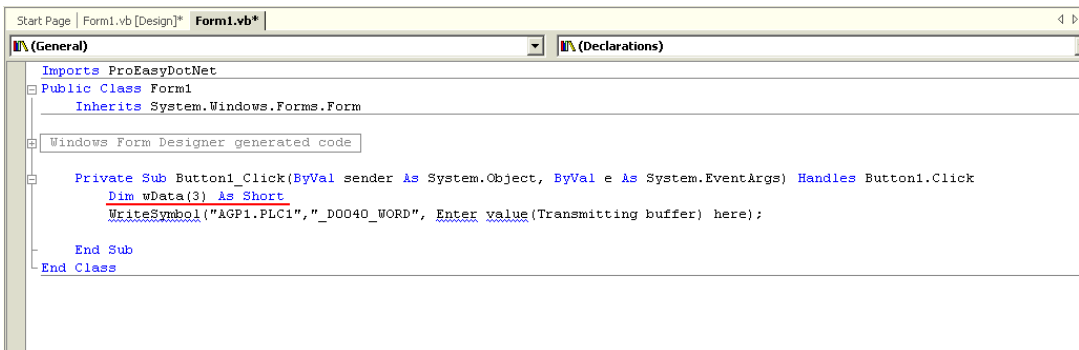 Start Page Form1.vb [Design]* Form1.vb*
(General) (Declarations)
Imports ProEasyDotNet
Public Class Form1
Inherits System.Windows.Forms.Form
Windows Form Designer generated code
Private Sub Button1_Click(ByVal sender As System.Object, ByVal e As System.EventArgs) Handles Button1.Click
Dim wData(3) As Short
WriteSymbol("AGP1.PLC1","_D0040_WORD", Enter value(Transmitting buffer) here);
End Sub
End Class